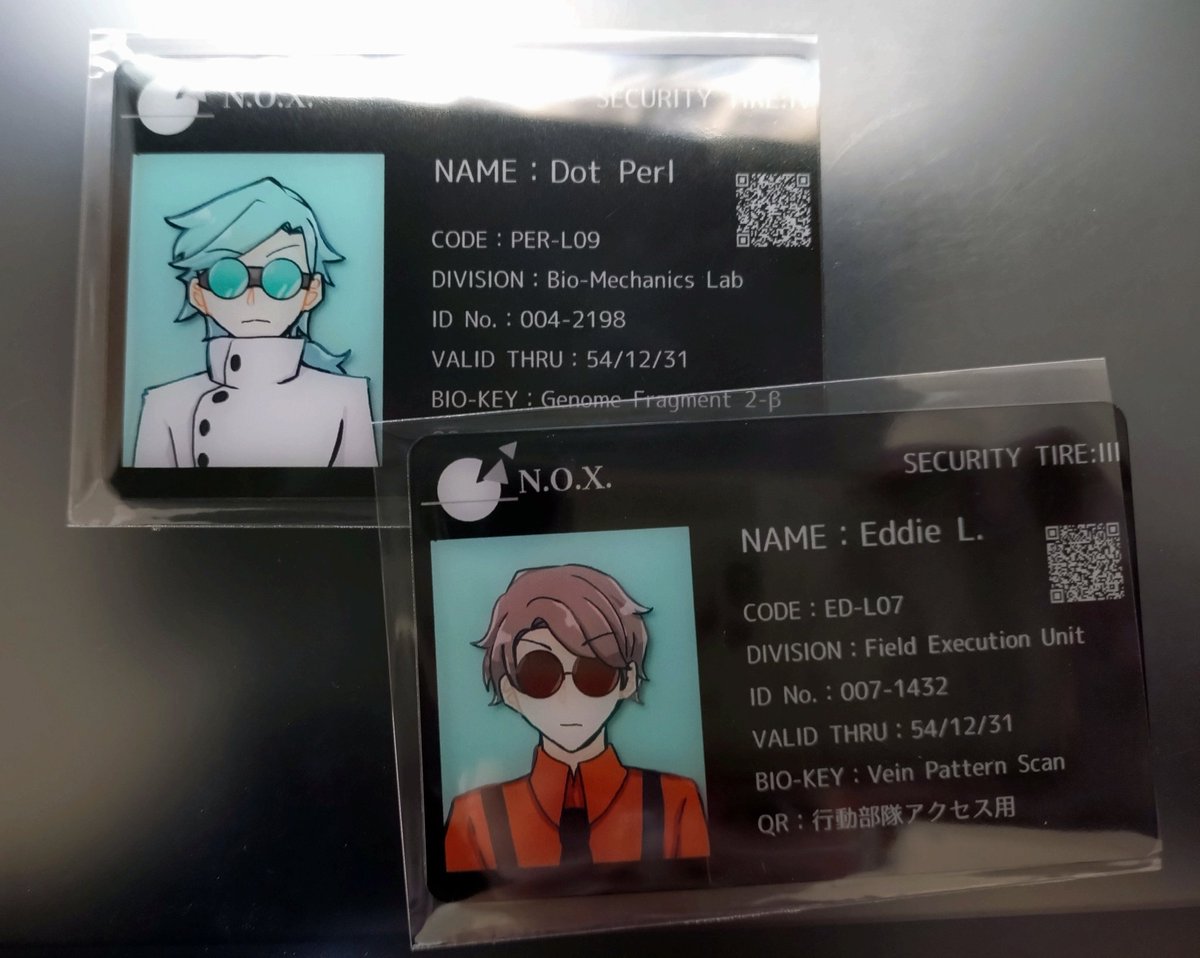 N.O.X.
SECURITY TIRE:IV
NAME：Dot Perl
CODE：PER-L09
DIVISION：Bio-Mechanics Lab
ID No.：004-2198
VALID THRU：54/12/31
BIO-KEY：Genome Fragment 2-β
N.O.X.
SECURITY TIRE:III
NAME：Eddie L.
CODE：ED-L07
DIVISION：Field Execution Unit
ID No.：007-1432
VALID THRU：54/12/31
BIO-KEY：Vein Pattern Scan
QR：行動部隊アクセス用